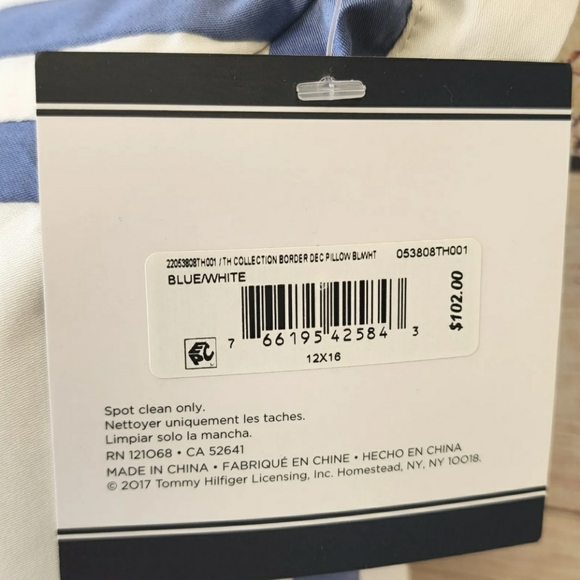 22053808TH001 / TH COLLECTION BORDER DEC PILLOW BL/WHT 053808TH001
BLUE/WHITE
$102.00
7 66195 42584 3
12X16
Spot clean only.
Nettoyer uniquement les taches.
Limpiar solo la mancha.
RN 121068 • CA 52641
MADE IN CHINA • FABRIQUÉ EN CHINE • HECHO EN CHINA
© 2017 Tommy Hilfiger Licensing, Inc. Homestead, NY, NY 10018.